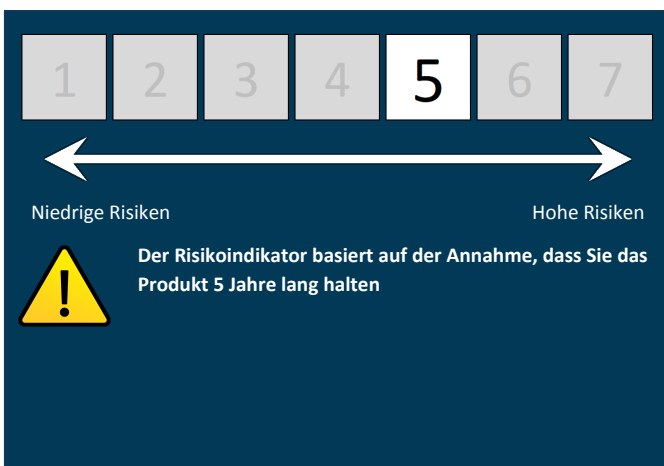 1 2 3 4 5 6 7
Niedrige Risiken Hohe Risiken
Der Risikoindikator basiert auf der Annahme, dass Sie das
Produkt 5 Jahre lang halten